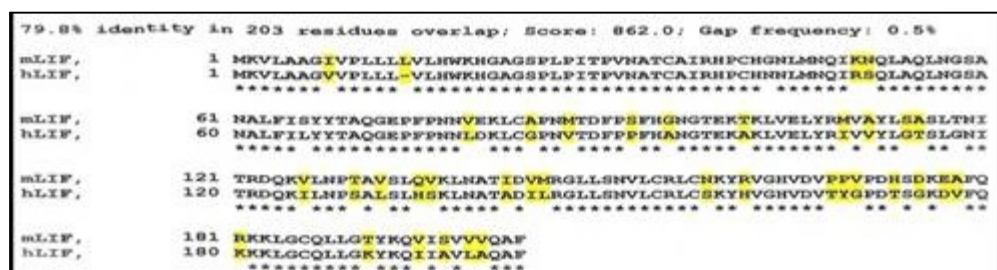 79.8% identity in 203 residues overlap; Score: 862.0; Gap frequency: 0.5%
mLIF, 1 MKVLAAGIVPLLLLVLHWKHGAGSPLPITPVNATCAIRHPCHGNLMNQIKNQLAQLNGSA
hLIF, 1 MKVLAAGVVPLLL-VLHWKHGAGSPLPITPVNATCAIRHPCHNNLMNQIRSQLAQLNGSA
******* ***** **************************** ******  *********
mLIF, 61 NALFISYYTAQGEPFPNNVEKLCAPNMTDFPSFHGNGTEKTKLVELYRMVAYLSASLTNI
hLIF, 60 NALFILYYTAQGEPFPNNLDKLCGPNVTDFPPFHANGTEKAKLVELYRIVVYLGTSLGNI
***** ************  *** ** **** ** ***** ******* * **  ** **
mLIF, 121 TRDQKVLNPTAVSLQVKLNATIDVMRGLLSNVLCRLCNKYRVGHVDVPPVPDHSDKEAFQ
hLIF, 120 TRDQKILNPSALSLHSKLNATADILRGLLSNVLCRLCSKYHVGHVDVTYGPDTSGKDVFQ
***** *** * **  ***** *  ************ ** ******   ** * *  **
mLIF, 181 RKKLGCQLLGTYKQVISVVVQAF
hLIF, 180 KKKLGCQLLGKYKQIIAVLAQAF
********* *** * *  ***